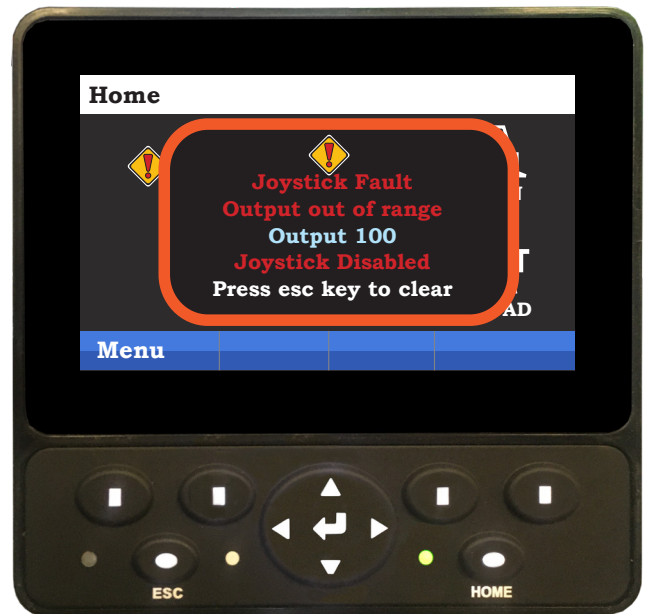 Home
Joystick Fault
Output out of range
Output 100
Joystick Disabled
Press esc key to clear
AD
Menu
ESC
HOME